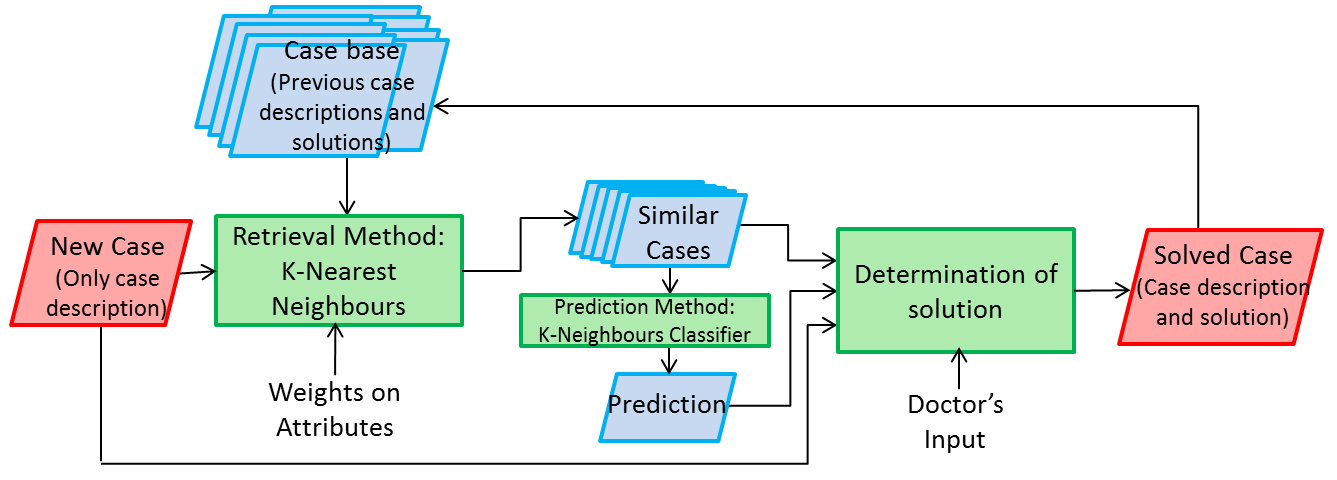 Case base
(Previous case
descriptions and
solutions)
New Case
(Only case
description)
Retrieval Method:
K-Nearest
Neighbours
Weights on
Attributes
Similar
Cases
Prediction Method:
K-Neighbours Classifier
Prediction
Determination of
solution
Doctor’s
Input
Solved Case
(Case description
and solution)